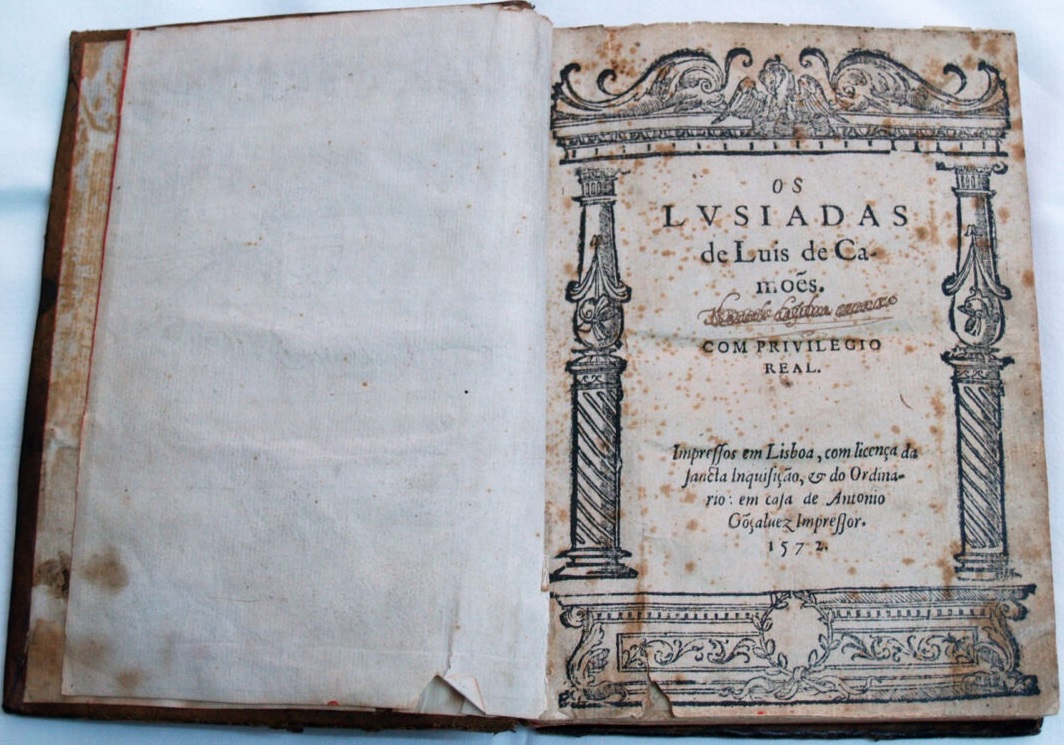 OS
LVSIADAS
de Luis de Ca-
mões.
COM PRIVILEGIO
REAL.
Impreſſos em Lisboa, com licença da
ſancta Inquiſição, & do Ordina-
rio: em caſa de Antonio
Gõçaluez Impreſſor.
1572.